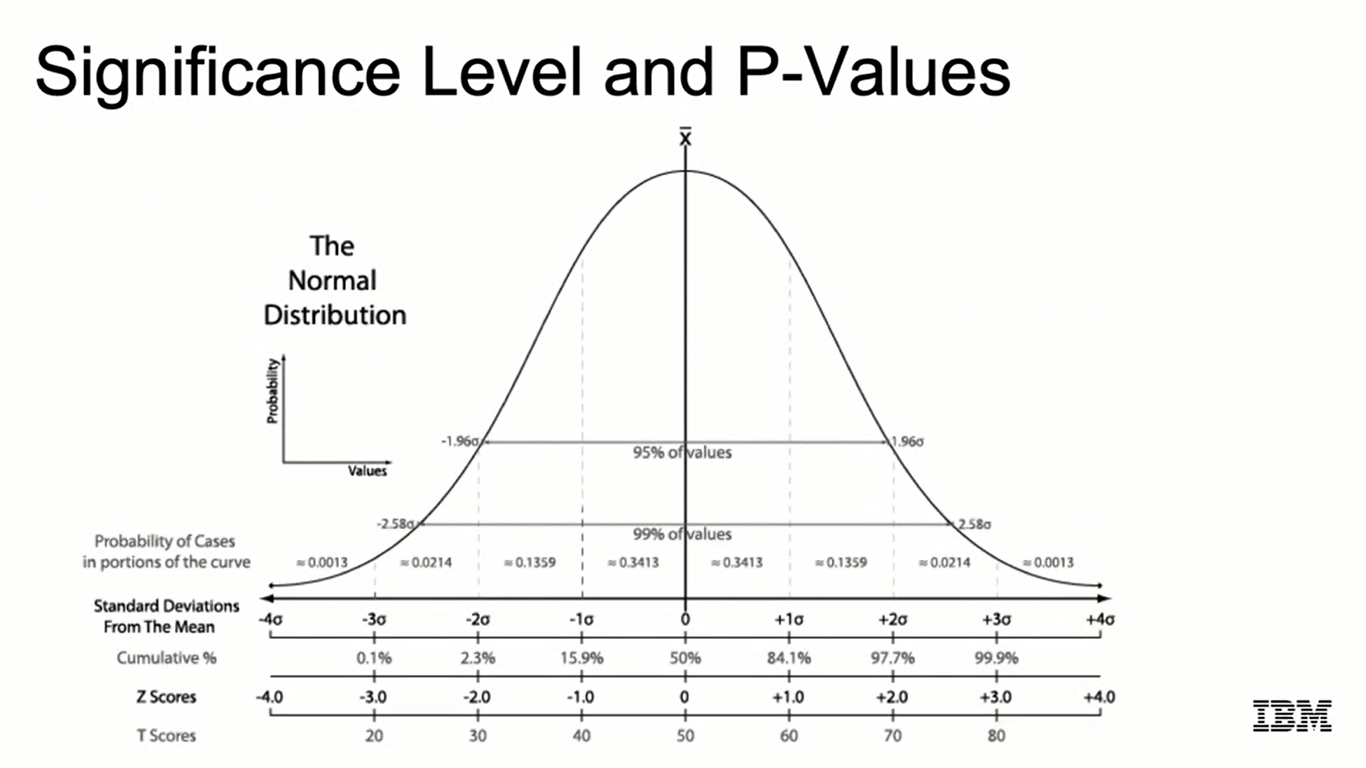 Significance Level and P-Values
x̄
The
Normal
Distribution
Probability
Values
-1.96σ 1.96σ
95% of values
-2.58σ 2.58σ
99% of values
Probability of Cases
in portions of the curve
≈ 0.0013 ≈ 0.0214 ≈ 0.1359 ≈ 0.3413 ≈ 0.3413 ≈ 0.1359 ≈ 0.0214 ≈ 0.0013
Standard Deviations
From The Mean
-4σ -3σ -2σ -1σ 0 +1σ +2σ +3σ +4σ
Cumulative % 0.1% 2.3% 15.9% 50% 84.1% 97.7% 99.9%
Z Scores -4.0 -3.0 -2.0 -1.0 0 +1.0 +2.0 +3.0 +4.0
T Scores 20 30 40 50 60 70 80
IBM